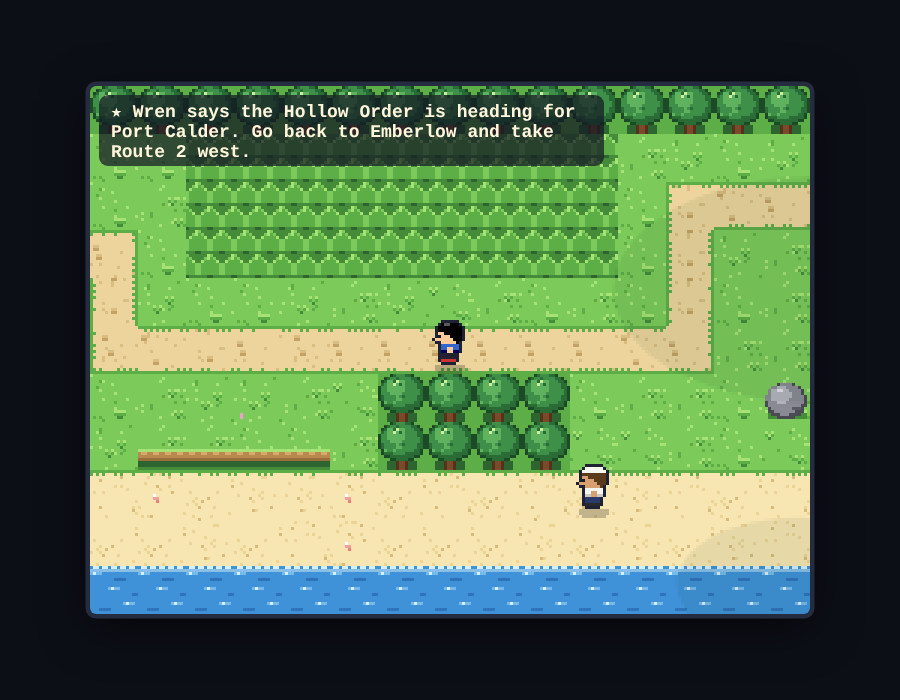 ★ Wren says the Hollow Order is heading for
Port Calder. Go back to Emberlow and take
Route 2 west.